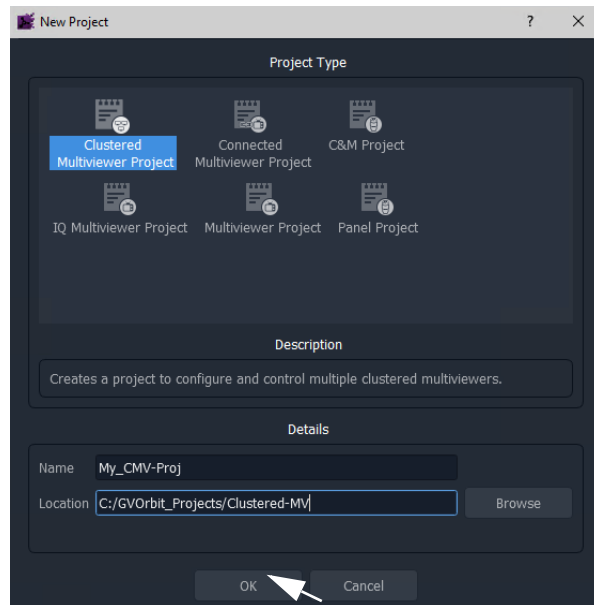 New Project
?
Project Type
Clustered
Multiviewer Project
Connected
Multiviewer Project
C&M Project
IQ Multiviewer Project
Multiviewer Project
Panel Project
Description
Creates a project to configure and control multiple clustered multiviewers.
Details
Name My_CMV-Proj
Location C:/GVOrbit_Projects/Clustered-MV Browse
OK Cancel